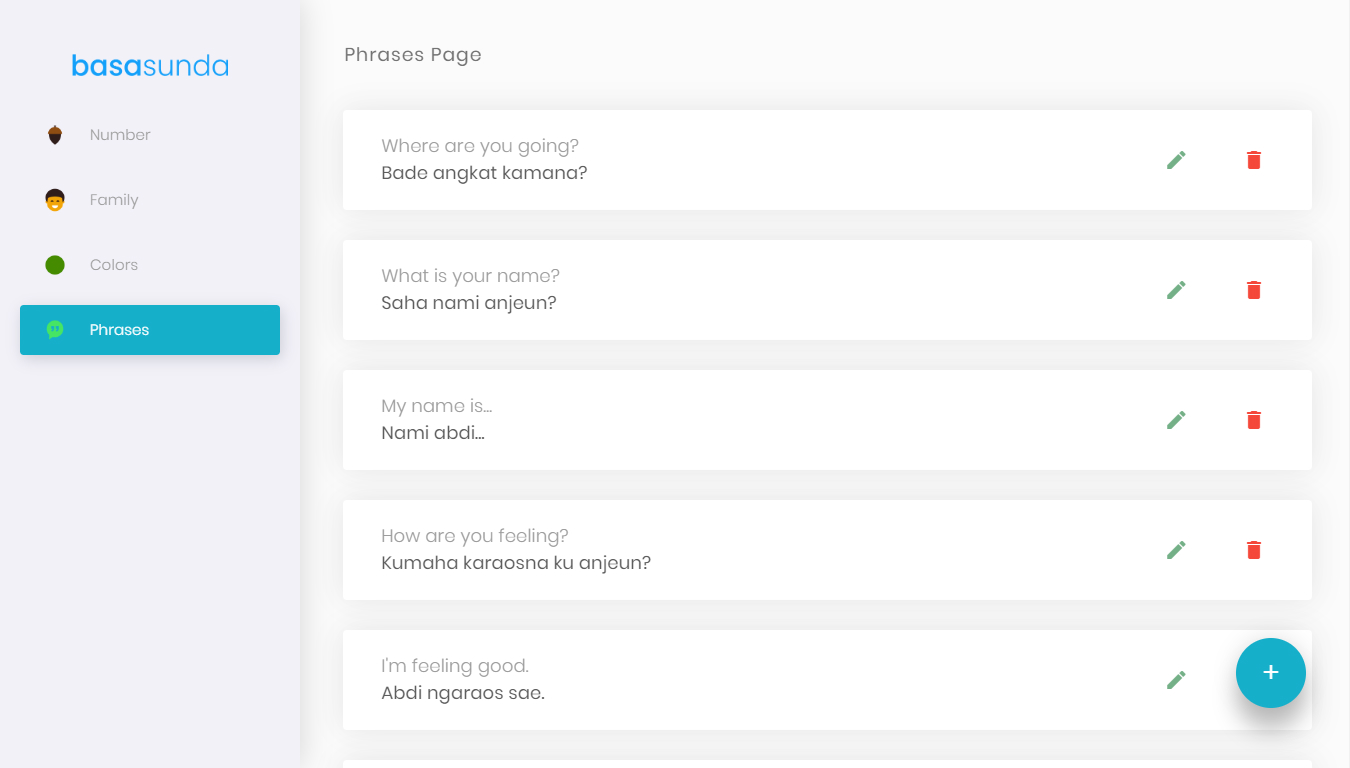 basasunda
Number
Family
Colors
Phrases
Phrases Page
Where are you going?
Bade angkat kamana?
What is your name?
Saha nami anjeun?
My name is...
Nami abdi...
How are you feeling?
Kumaha karaosna ku anjeun?
I'm feeling good.
Abdi ngaraos sae.
+